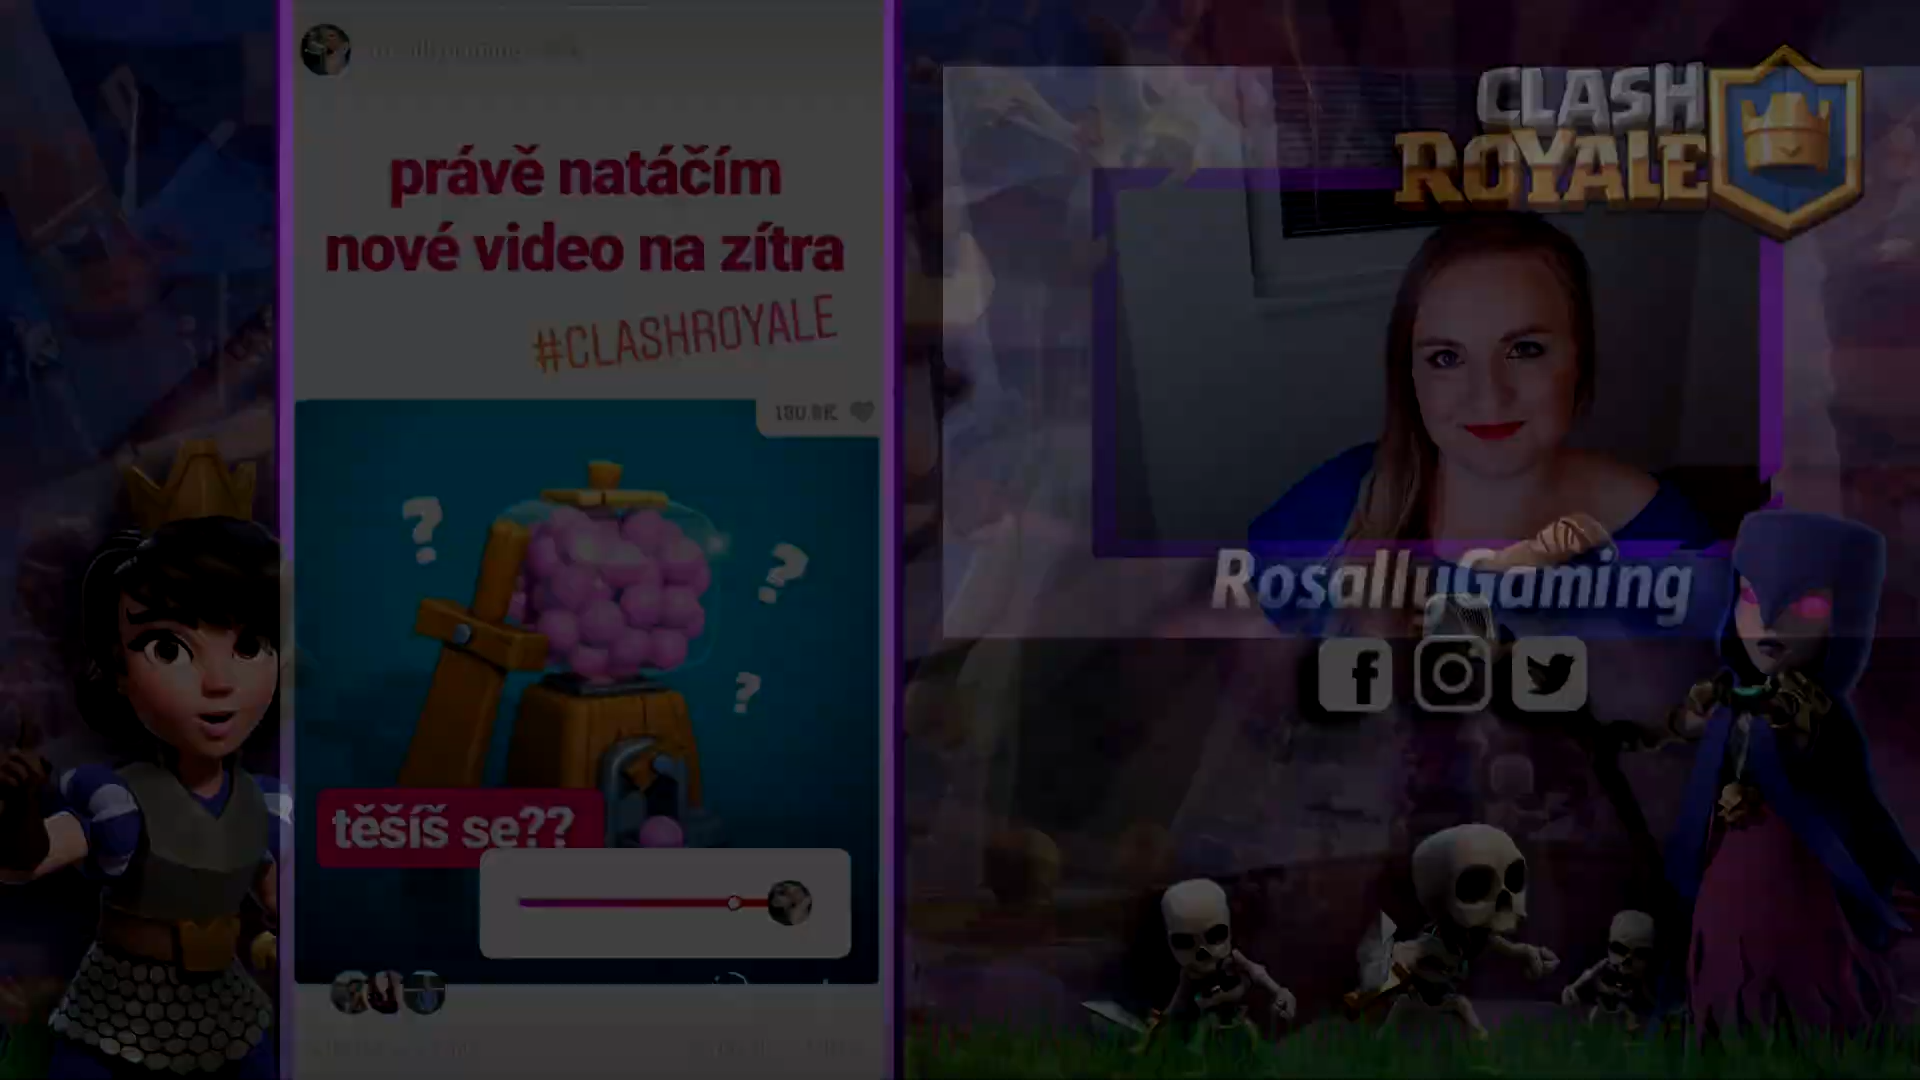 právě natáčím
nové video na zítra
#CLASHROYALE
těšíš se??
CLASH
ROYALE
RosallyGaming